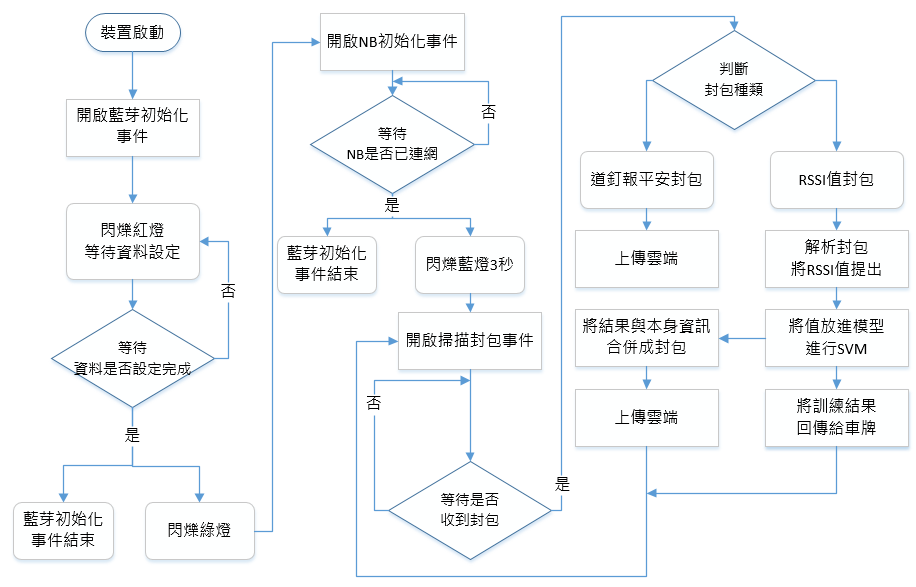 裝置啟動
開啟藍芽初始化
事件
閃爍紅燈
等待資料設定
否
等待
資料是否設定完成
是
藍芽初始化
事件結束
閃爍綠燈
開啟NB初始化事件
否
等待
NB是否已連網
是
藍芽初始化
事件結束
閃爍藍燈3秒
開啟掃描封包事件
否
等待是否
收到封包
是
判斷
封包種類
道釘報平安封包
上傳雲端
RSSI值封包
解析封包
將RSSI值提出
將值放進模型
進行SVM
將結果與本身資訊
合併成封包
上傳雲端
將訓練結果
回傳給車牌